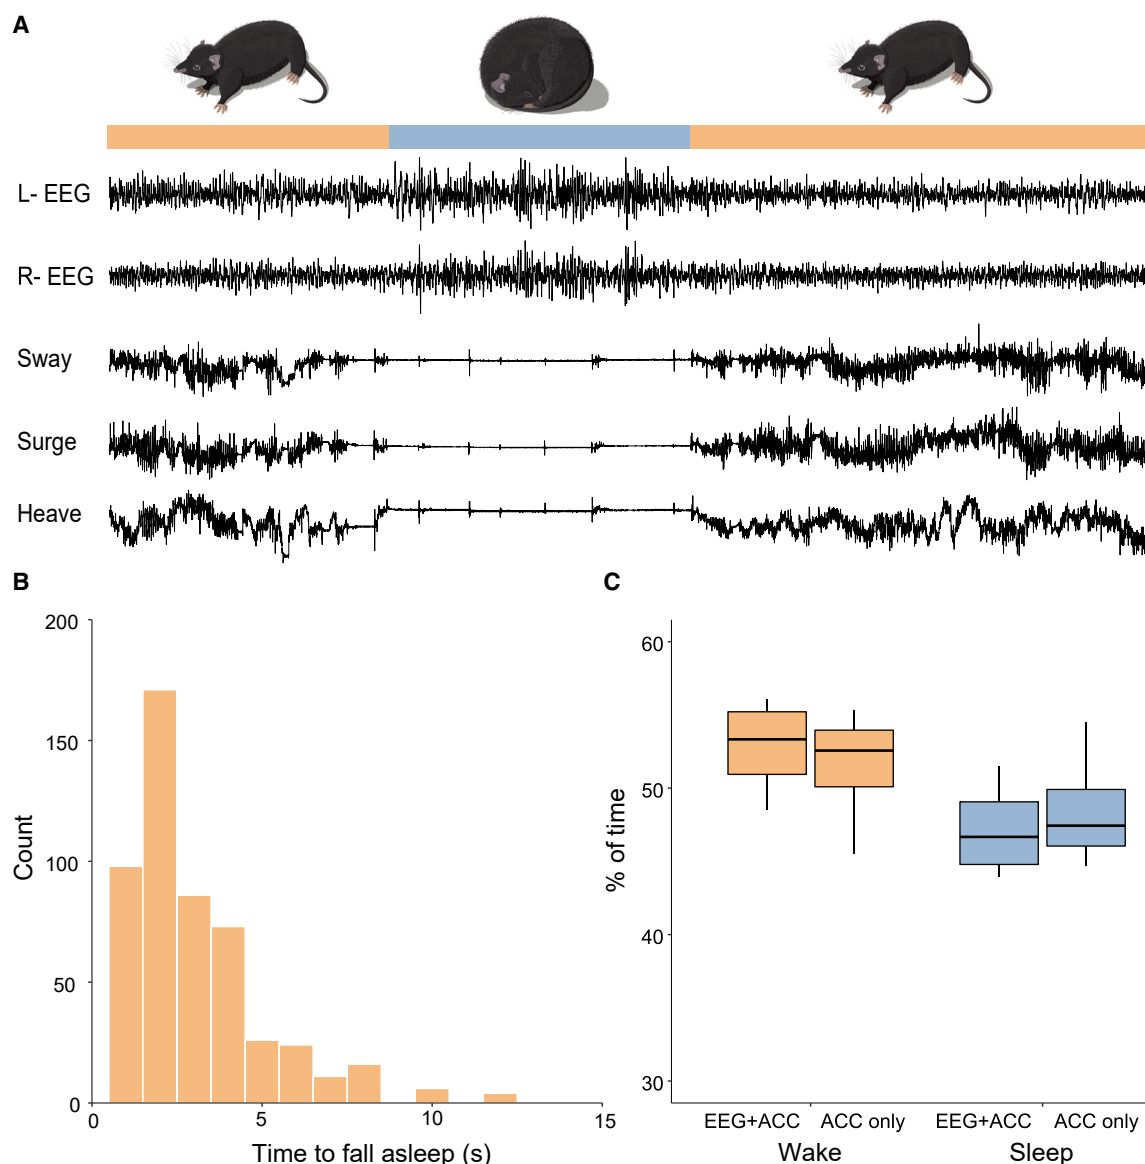 A
L- EEG
R- EEG
Sway
Surge
Heave
B
200
150
100
50
0
Count
0 5 10 15
Time to fall asleep (s)
C
60
50
40
30
% of time
EEG+ACC ACC only EEG+ACC ACC only
Wake Sleep